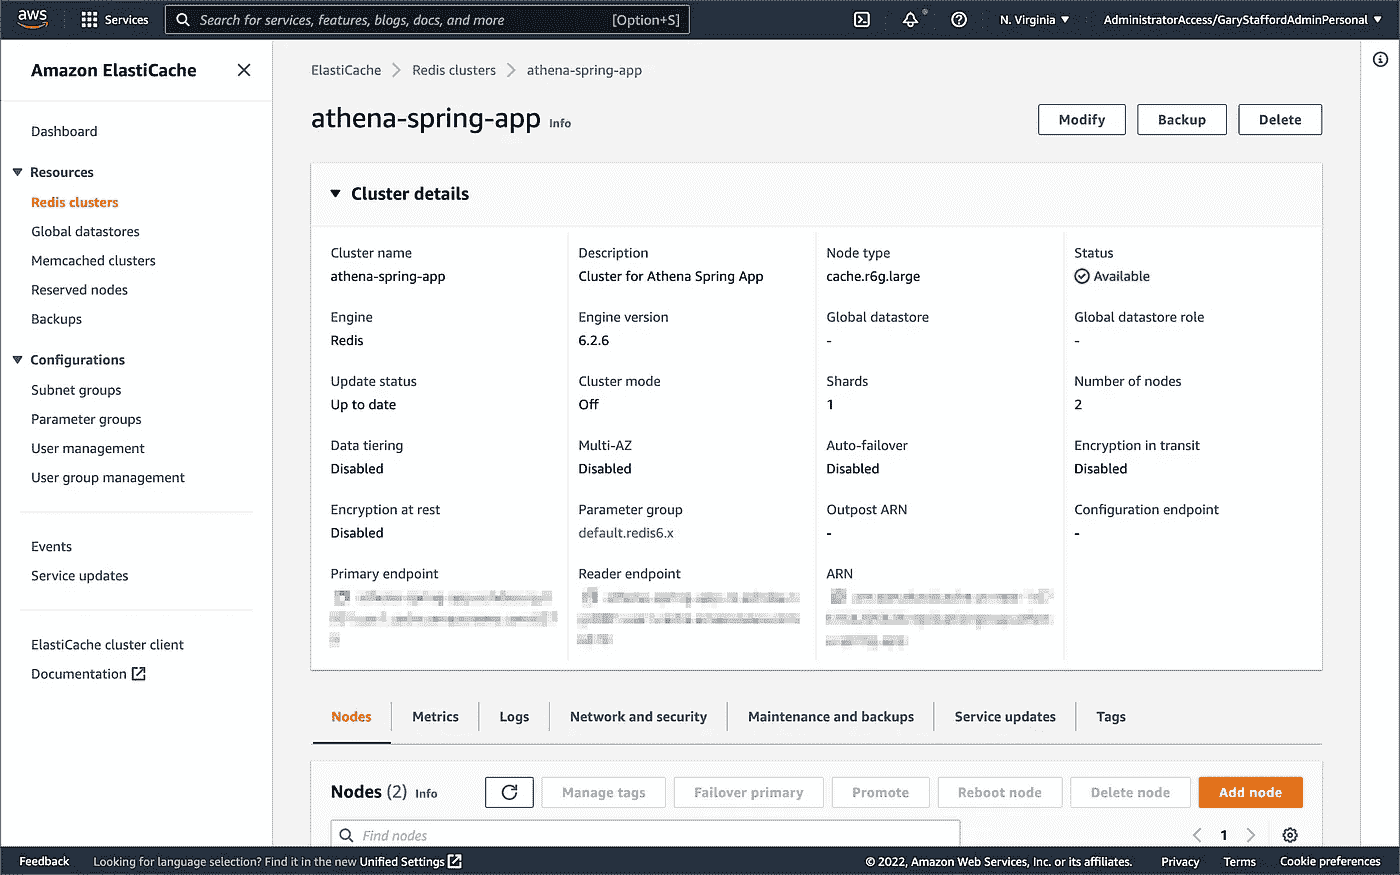 aws
Services
Search for services, features, blogs, docs, and more [Option+S]
N. Virginia
AdministratorAccess/GaryStaffordAdminPersonal
Amazon ElastiCache
Dashboard
Resources
Redis clusters
Global datastores
Memcached clusters
Reserved nodes
Backups
Configurations
Subnet groups
Parameter groups
User management
User group management
Events
Service updates
ElastiCache cluster client
Documentation
ElastiCache > Redis clusters > athena-spring-app
athena-spring-app Info
Modify
Backup
Delete
Cluster details
Cluster name
athena-spring-app
Description
Cluster for Athena Spring App
Node type
cache.r6g.large
Status
Available
Engine
Redis
Engine version
6.2.6
Global datastore
-
Global datastore role
-
Update status
Up to date
Cluster mode
Off
Shards
1
Number of nodes
2
Data tiering
Disabled
Multi-AZ
Disabled
Auto-failover
Disabled
Encryption in transit
Disabled
Encryption at rest
Disabled
Parameter group
default.redis6.x
Outpost ARN
-
Configuration endpoint
-
Primary endpoint
Reader endpoint
ARN
Nodes
Metrics
Logs
Network and security
Maintenance and backups
Service updates
Tags
Nodes (2) Info
Manage tags
Failover primary
Promote
Reboot node
Delete node
Add node
Find nodes
1
Feedback
Looking for language selection? Find it in the new Unified Settings
© 2022, Amazon Web Services, Inc. or its affiliates.
Privacy
Terms
Cookie preferences